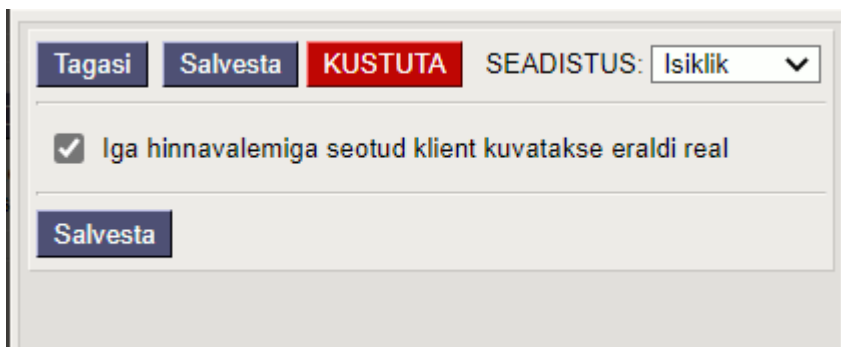 Tagasi Salvesta KUSTUTA SEADISTUS: Isiklik
Iga hinnavalemiga seotud klient kuvatakse eraldi real
Salvesta